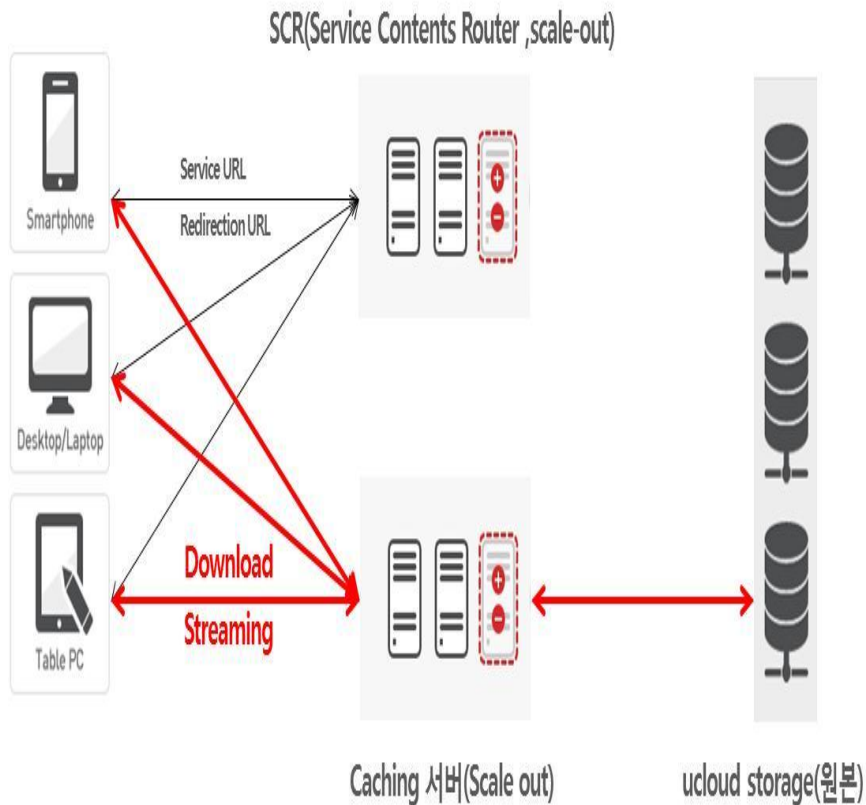 SCR(Service Contents Router ,scale-out)
Service URL
Redirection URL
Smartphone
Desktop/Laptop
Download
Streaming
Table PC
Caching 서버(Scale out)
ucloud storage(원본)